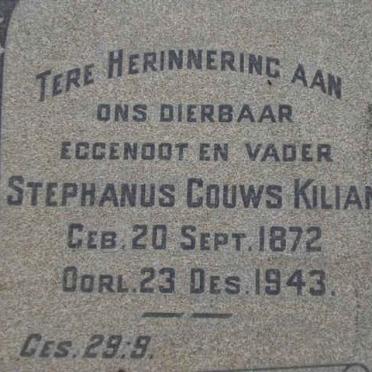 TERE HERINNERING AAN
ONS DIERBAAR
EGGENOOT EN VADER
STEPHANUS GOUWS KILIAN
GEB. 20 SEPT. 1872
OORL. 23 DES. 1943.
GES. 29:9.